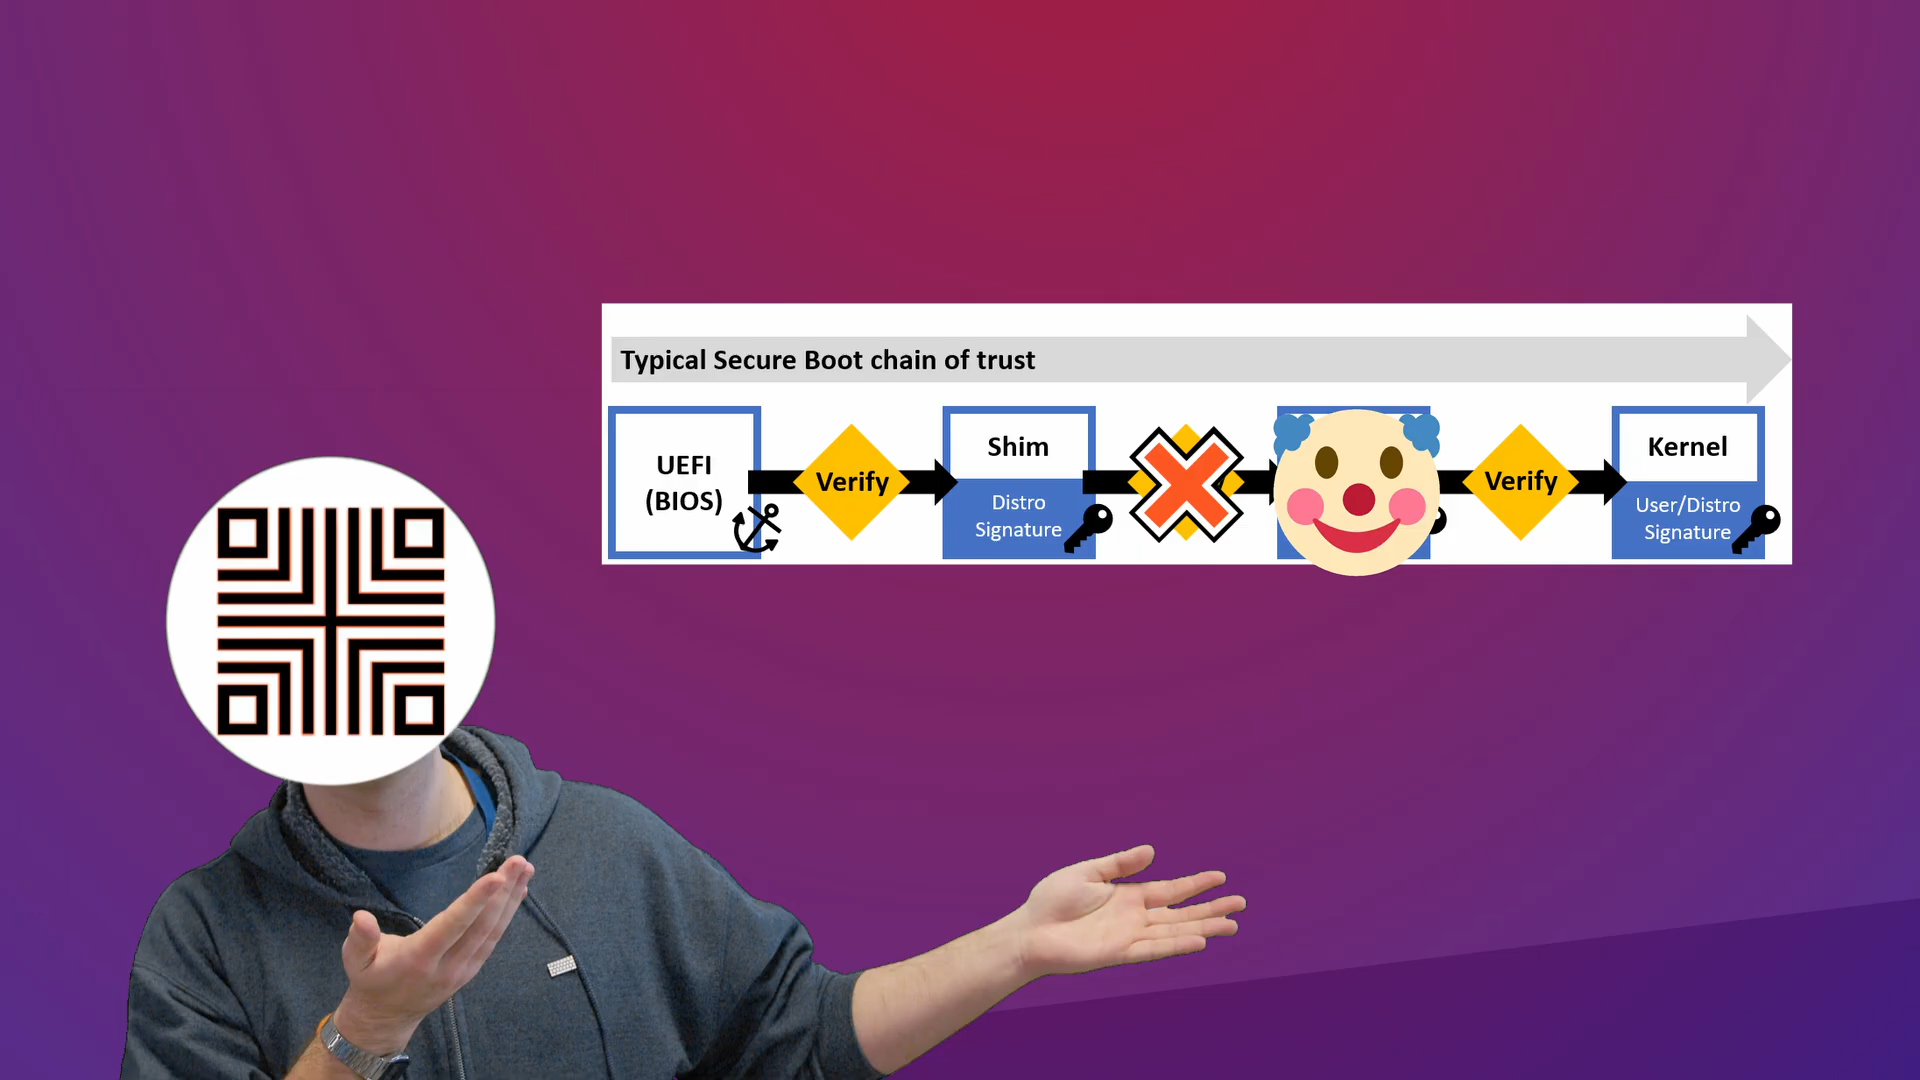 Typical Secure Boot chain of trust
UEFI
(BIOS)
Verify
Shim
Distro
Signature
Verify
Kernel
User/Distro
Signature